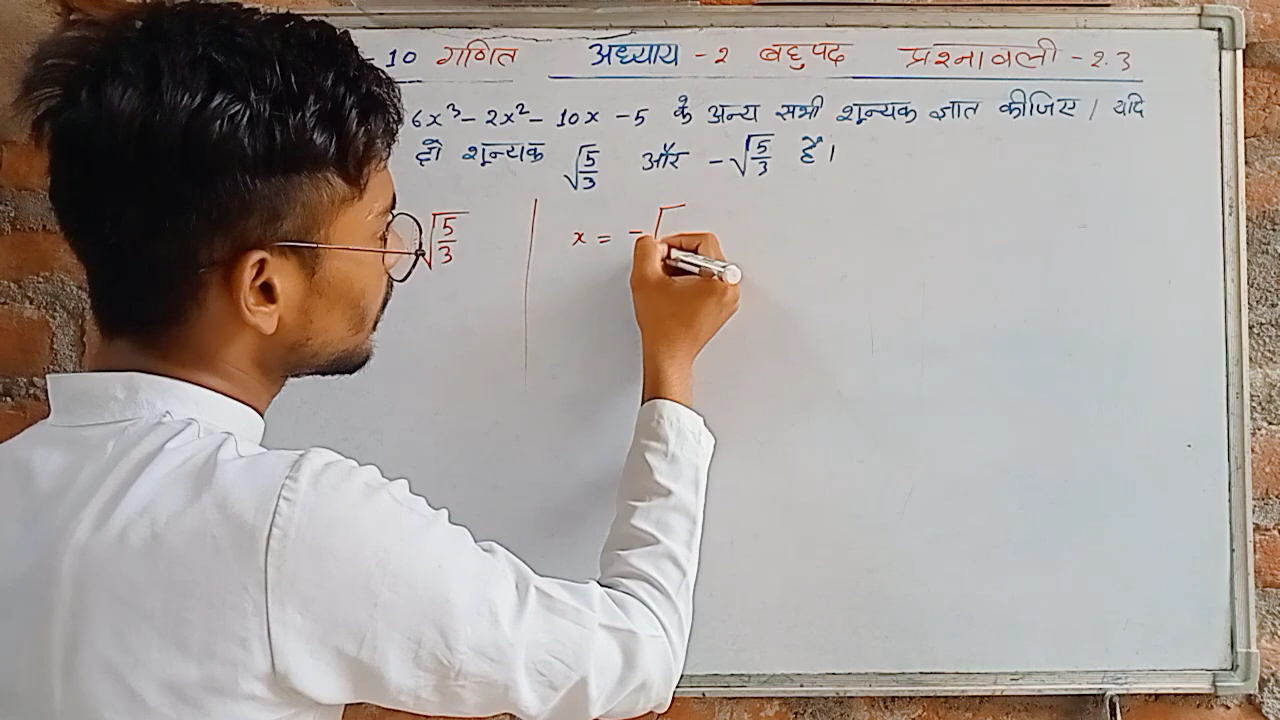 - 10 गणित अध्याय - 2 बहुपद प्रश्नावली - 2.3
6x³ - 2x² - 10x - 5 के अन्य सभी शून्यक ज्ञात कीजिए। यदि
दो शून्यक √5/3 और -√5/3 हैं।
√5/3 x = -√